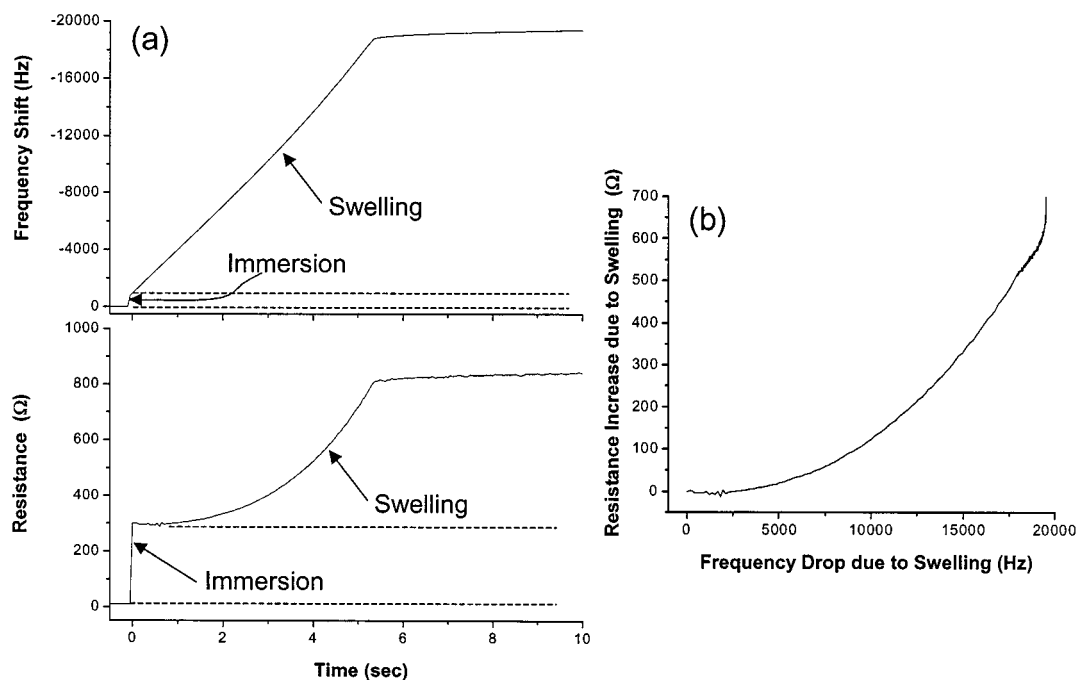 (a)
Frequency Shift (Hz)
-20000
-16000
-12000
-8000
-4000
0
Swelling
Immersion
Resistance (Ω)
1000
800
600
400
200
0
Swelling
Immersion
0 2 4 6 8 10
Time (sec)
(b)
Resistance Increase due to Swelling (Ω)
700
600
500
400
300
200
100
0
0 5000 10000 15000 20000
Frequency Drop due to Swelling (Hz)